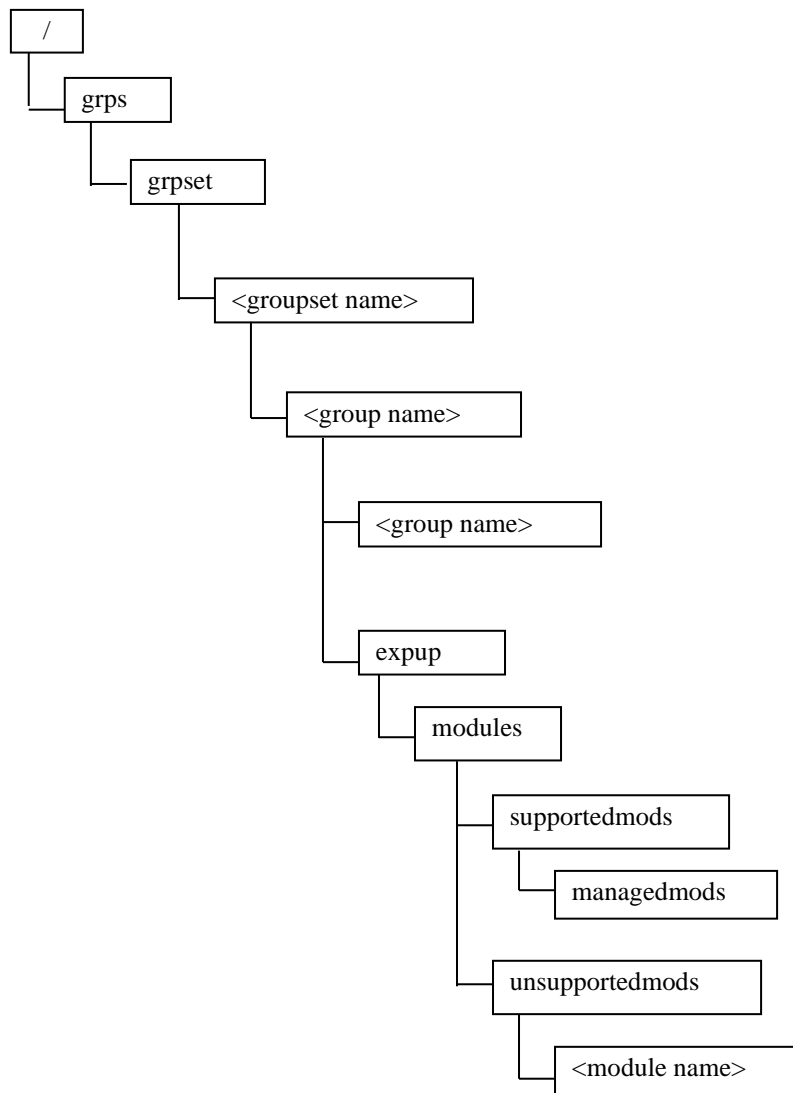 /
grps
grpset
<groupset name>
<group name>
<group name>
expup
modules
supportedmods
managedmods
unsupportedmods
<module name>